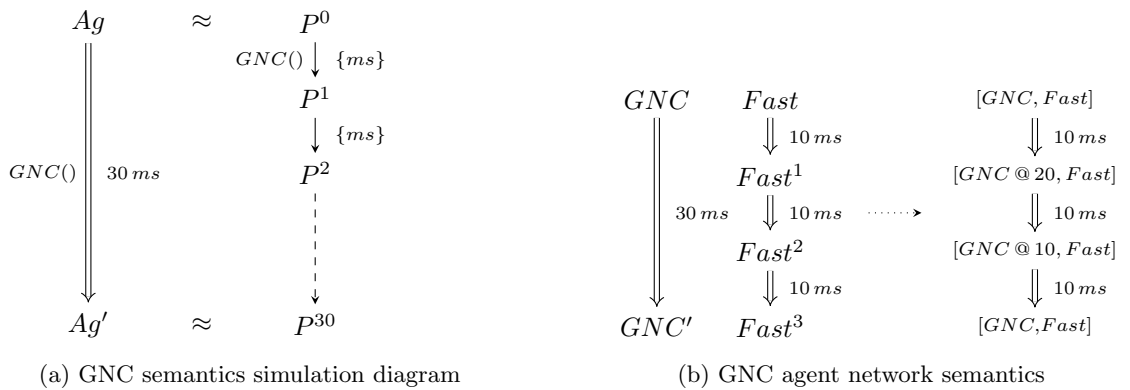 Ag ≈ P^0
GNC() {ms}
P^1
{ms}
GNC() 30 ms P^2
Ag′ ≈ P^30
(a) GNC semantics simulation diagram
GNC Fast [GNC, Fast]
10 ms 10 ms
Fast^1 [GNC @ 20, Fast]
30 ms 10 ms 10 ms
Fast^2 [GNC @ 10, Fast]
10 ms 10 ms
GNC′ Fast^3 [GNC,Fast]
(b) GNC agent network semantics